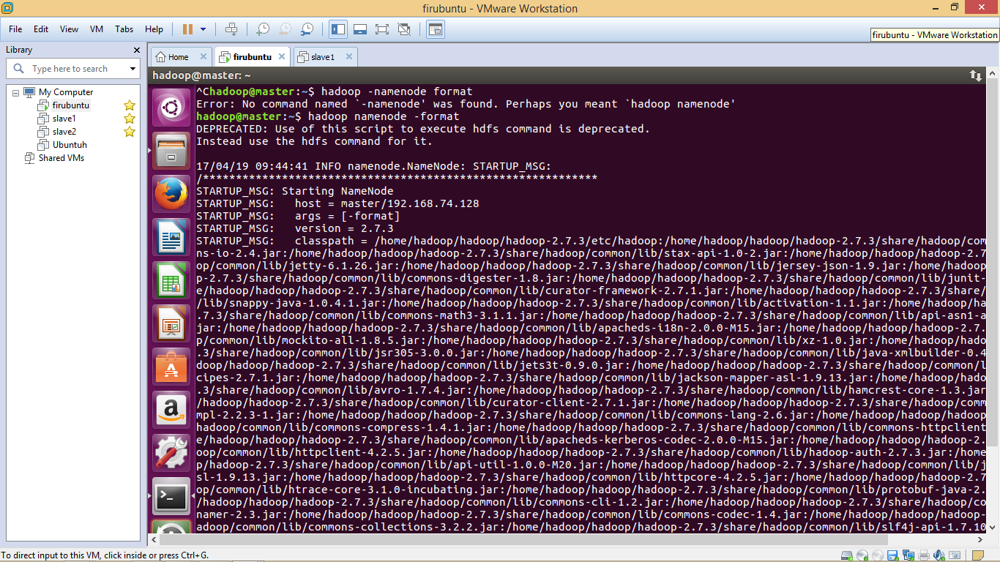 firubuntu - VMware Workstation
File Edit View VM Tabs Help
firubuntu - VMware Workstation
Library
Type here to search
My Computer
firubuntu
slave1
slave2
Ubuntuh
Shared VMs
Home firubuntu slave1
hadoop@master: ~
^Chadoop@master:~$ hadoop -namenode format
Error: No command named `-namenode' was found. Perhaps you meant `hadoop namenode'
hadoop@master:~$ hadoop namenode -format
DEPRECATED: Use of this script to execute hdfs command is deprecated.
Instead use the hdfs command for it.
17/04/19 09:44:41 INFO namenode.NameNode: STARTUP_MSG:
/************************************************************
STARTUP_MSG: Starting NameNode
STARTUP_MSG:   host = master/192.168.74.128
STARTUP_MSG:   args = [-format]
STARTUP_MSG:   version = 2.7.3
STARTUP_MSG:   classpath = /home/hadoop/hadoop/hadoop-2.7.3/etc/hadoop:/home/hadoop/hadoop/hadoop-2.7.3/share/hadoop/com
ns-io-2.4.jar:/home/hadoop/hadoop/hadoop-2.7.3/share/hadoop/common/lib/stax-api-1.0-2.jar:/home/hadoop/hadoop/hadoop-2.7
op/common/lib/jetty-6.1.26.jar:/home/hadoop/hadoop/hadoop-2.7.3/share/hadoop/common/lib/jersey-json-1.9.jar:/home/hadoo
p-2.7.3/share/hadoop/common/lib/commons-digester-1.8.jar:/home/hadoop/hadoop/hadoop-2.7.3/share/hadoop/common/lib/junit-
e/hadoop/hadoop/hadoop-2.7.3/share/hadoop/common/lib/curator-framework-2.7.1.jar:/home/hadoop/hadoop/hadoop-2.7.3/share/
/lib/snappy-java-1.0.4.1.jar:/home/hadoop/hadoop/hadoop-2.7.3/share/hadoop/common/lib/activation-1.1.jar:/home/hadoop/ha
.7.3/share/hadoop/common/lib/commons-math3-3.1.1.jar:/home/hadoop/hadoop/hadoop-2.7.3/share/hadoop/common/lib/api-asn1-a
jar:/home/hadoop/hadoop/hadoop-2.7.3/share/hadoop/common/lib/apacheds-i18n-2.0.0-M15.jar:/home/hadoop/hadoop/hadoop-2.7.
p/common/lib/mockito-all-1.8.5.jar:/home/hadoop/hadoop/hadoop-2.7.3/share/hadoop/common/lib/xz-1.0.jar:/home/hadoop/hado
.3/share/hadoop/common/lib/jsr305-3.0.0.jar:/home/hadoop/hadoop/hadoop-2.7.3/share/hadoop/common/lib/java-xmlbuilder-0.4
doop/hadoop/hadoop-2.7.3/share/hadoop/common/lib/jets3t-0.9.0.jar:/home/hadoop/hadoop/hadoop-2.7.3/share/hadoop/common/l
cipes-2.7.1.jar:/home/hadoop/hadoop/hadoop-2.7.3/share/hadoop/common/lib/jackson-mapper-asl-1.9.13.jar:/home/hadoop/hado
.3/share/hadoop/common/lib/avro-1.7.4.jar:/home/hadoop/hadoop/hadoop-2.7.3/share/hadoop/common/lib/hamcrest-core-1.3.jar
/hadoop/hadoop/hadoop-2.7.3/share/hadoop/common/lib/curator-client-2.7.1.jar:/home/hadoop/hadoop/hadoop-2.7.3/share/hadoop/comm
mpl-2.2.3-1.jar:/home/hadoop/hadoop/hadoop-2.7.3/share/hadoop/common/lib/commons-lang-2.6.jar:/home/hadoop/hadoop/hadoop
hadoop/common/lib/commons-compress-1.4.1.jar:/home/hadoop/hadoop/hadoop-2.7.3/share/hadoop/common/lib/commons-httpclient
e/hadoop/hadoop/hadoop-2.7.3/share/hadoop/common/lib/apacheds-kerberos-codec-2.0.0-M15.jar:/home/hadoop/hadoop/hadoop-2.
oop/common/lib/httpclient-4.2.5.jar:/home/hadoop/hadoop/hadoop-2.7.3/share/hadoop/common/lib/hadoop-auth-2.7.3.jar:/home
p/hadoop-2.7.3/share/hadoop/common/lib/api-util-1.0.0-M20.jar:/home/hadoop/hadoop/hadoop-2.7.3/share/hadoop/common/lib/j
sl-1.9.13.jar:/home/hadoop/hadoop/hadoop-2.7.3/share/hadoop/common/lib/httpcore-4.2.5.jar:/home/hadoop/hadoop/hadoop-2.7
op/common/lib/htrace-core-3.1.0-incubating.jar:/home/hadoop/hadoop/hadoop-2.7.3/share/hadoop/common/lib/protobuf-java-2.
/hadoop/hadoop/hadoop-2.7.3/share/hadoop/common/lib/commons-cli-1.2.jar:/home/hadoop/hadoop/hadoop-2.7.3/share/hadoop/co
namer-2.3.jar:/home/hadoop/hadoop/hadoop-2.7.3/share/hadoop/common/lib/commons-codec-1.4.jar:/home/hadoop/hadoop/hadoop-
adoop/common/lib/commons-collections-3.2.2.jar:/home/hadoop/hadoop/hadoop-2.7.3/share/hadoop/common/lib/slf4j-api-1.7.10
To direct input to this VM, click inside or press Ctrl+G.